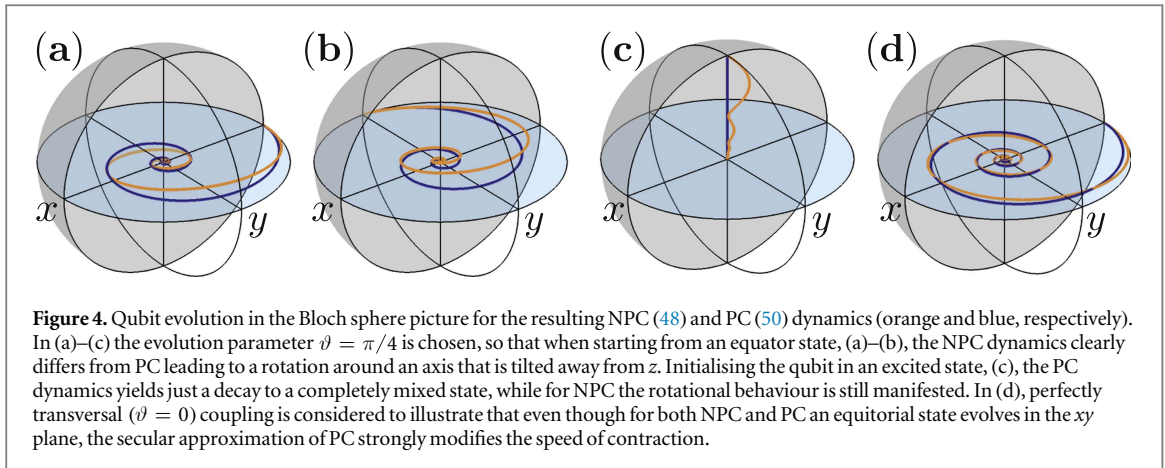 (a) (b) (c) (d)
x y x y x y x y
Figure 4. Qubit evolution in the Bloch sphere picture for the resulting NPC (48) and PC (50) dynamics (orange and blue, respectively).
In (a)–(c) the evolution parameter ϑ = π/4 is chosen, so that when starting from an equator state, (a)–(b), the NPC dynamics clearly
differs from PC leading to a rotation around an axis that is tilted away from z. Initialising the qubit in an excited state, (c), the PC
dynamics yields just a decay to a completely mixed state, while for NPC the rotational behaviour is still manifested. In (d), perfectly
transversal (ϑ = 0) coupling is considered to illustrate that even though for both NPC and PC an equitorial state evolves in the xy
plane, the secular approximation of PC strongly modifies the speed of contraction.